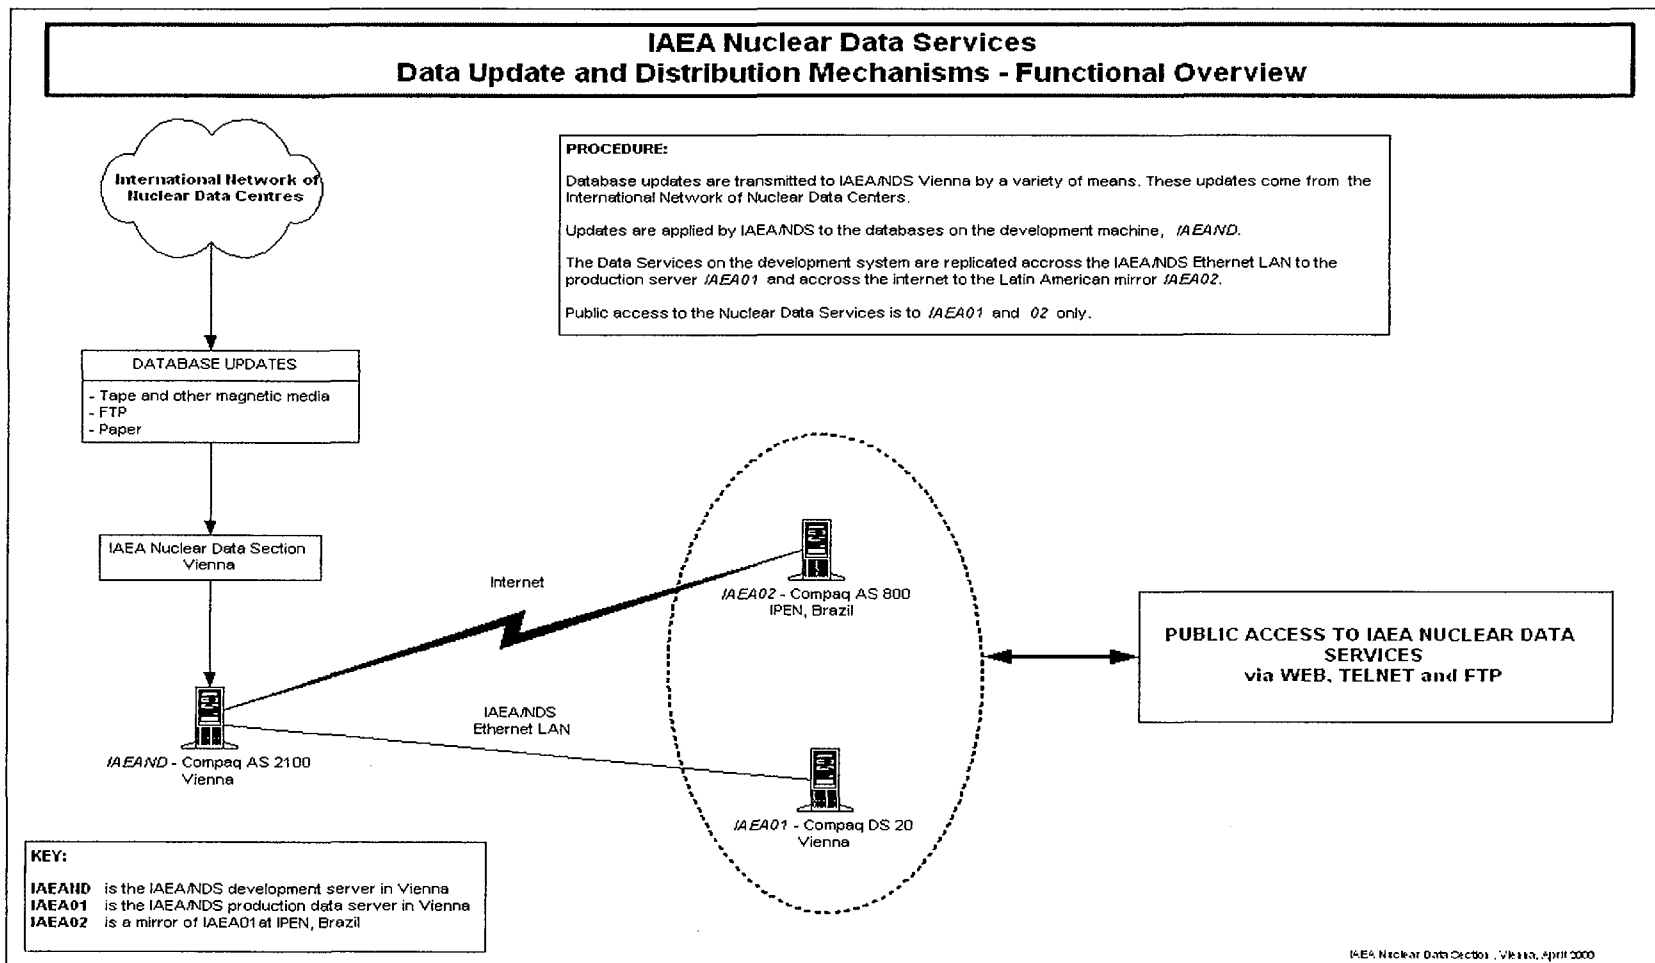 IAEA Nuclear Data Services
Data Update and Distribution Mechanisms - Functional Overview
International Network of
Nuclear Data Centres
PROCEDURE:
Database updates are transmitted to IAEA/NDS Vienna by a variety of means. These updates come from the
International Network of Nuclear Data Centers.
Updates are applied by IAEA/NDS to the databases on the development machine, IAEAND.
The Data Services on the development system are replicated accross the IAEA/NDS Ethernet LAN to the
production server IAEA01 and accross the internet to the Latin American mirror IAEA02.
Public access to the Nuclear Data Services is to IAEA01 and 02 only.
DATABASE UPDATES
- Tape and other magnetic media
- FTP
- Paper
IAEA Nuclear Data Section
Vienna
Internet
IAEA02 - Compaq AS 800
IPEN, Brazil
PUBLIC ACCESS TO IAEA NUCLEAR DATA
SERVICES
via WEB, TELNET and FTP
IAEA/NDS
Ethernet LAN
IAEAND - Compaq AS 2100
Vienna
IAEA01 - Compaq DS 20
Vienna
KEY:
IAEAND is the IAEA/NDS development server in Vienna
IAEA01 is the IAEA/NDS production data server in Vienna
IAEA02 is a mirror of IAEA01at IPEN, Brazil
IAEA Nuclear Data Section, Vienna, April 2000